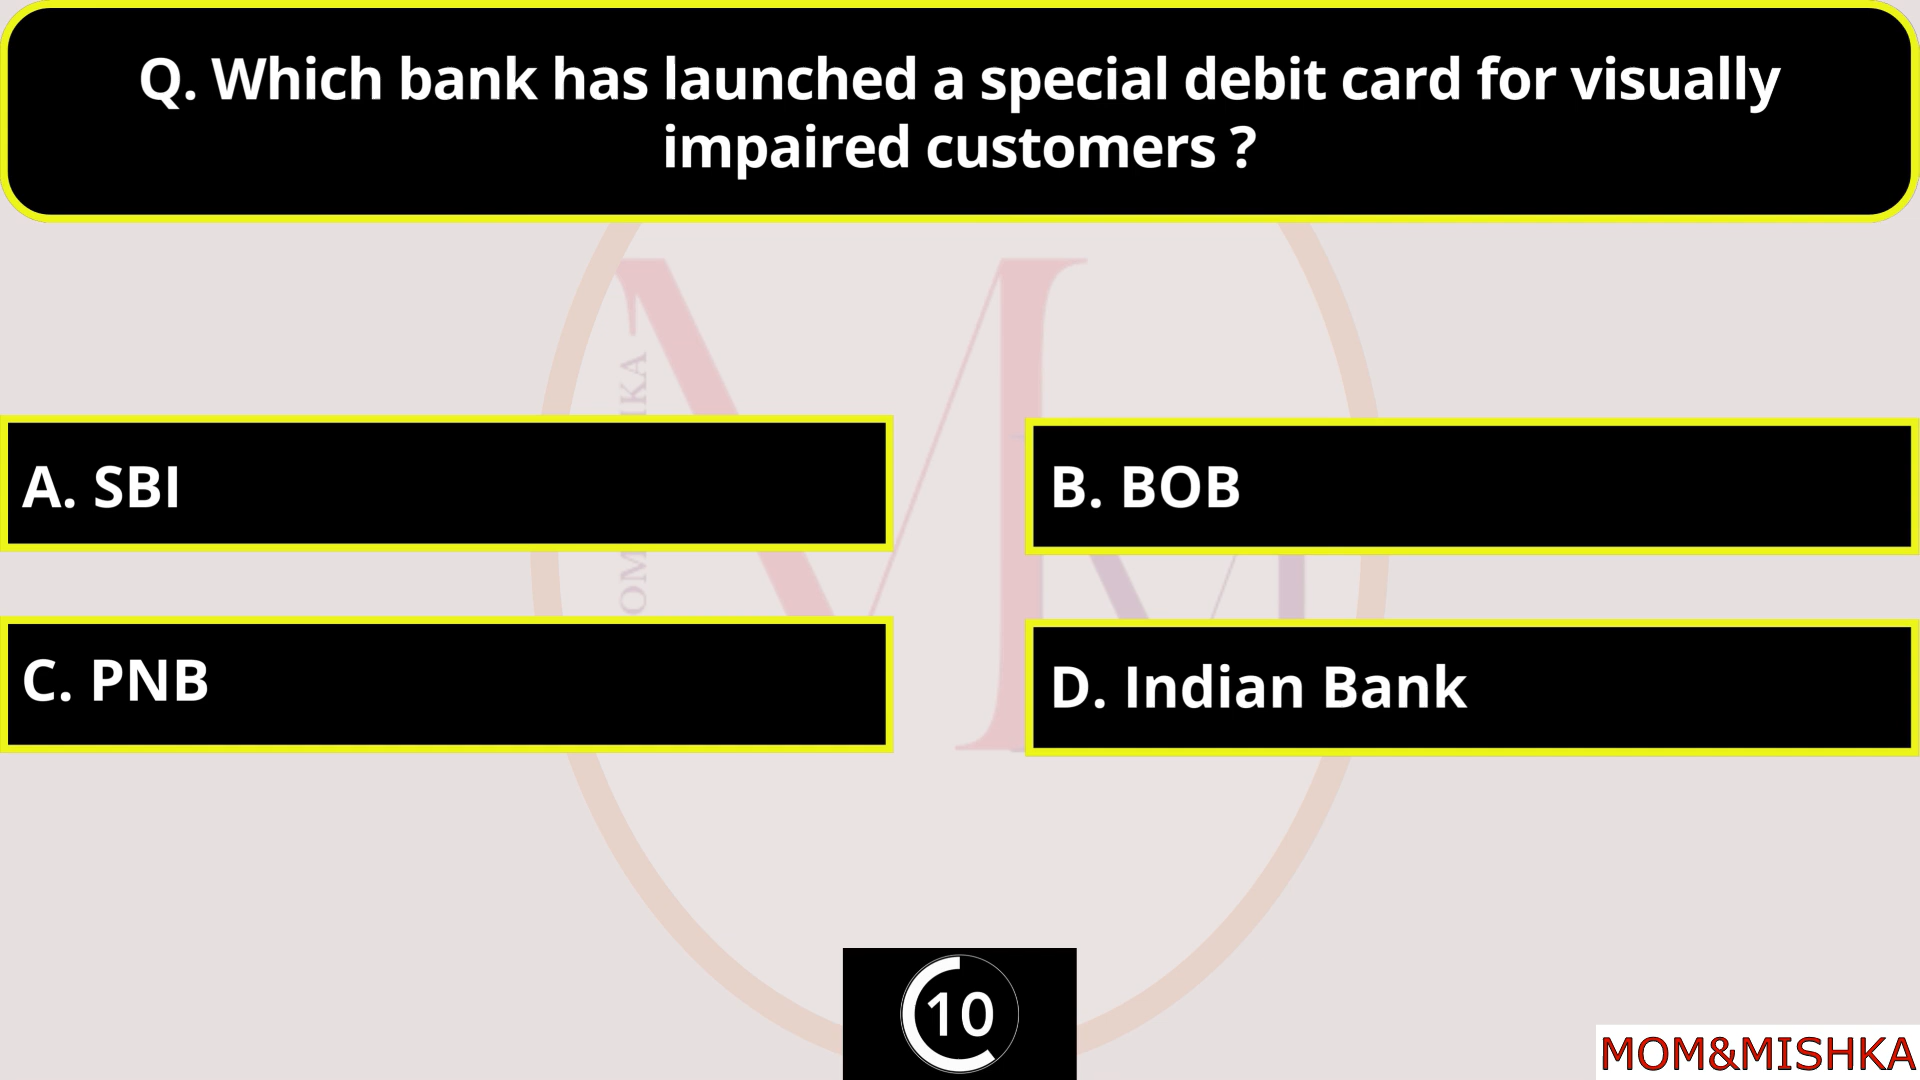 Q. Which bank has launched a special debit card for visually
impaired customers ?
A. SBI
B. BOB
C. PNB
D. Indian Bank
10
MOM&MISHKA